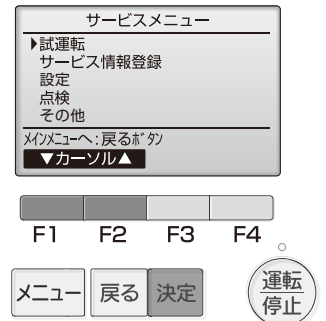 サービスメニュー
▶試運転
サービス情報登録
設定
点検
その他
ﾒｲﾝﾒﾆｭｰへ:戻るﾎﾞﾀﾝ
▼カーソル▲
F1 F2 F3 F4
メニュー 戻る 決定 運転
停止